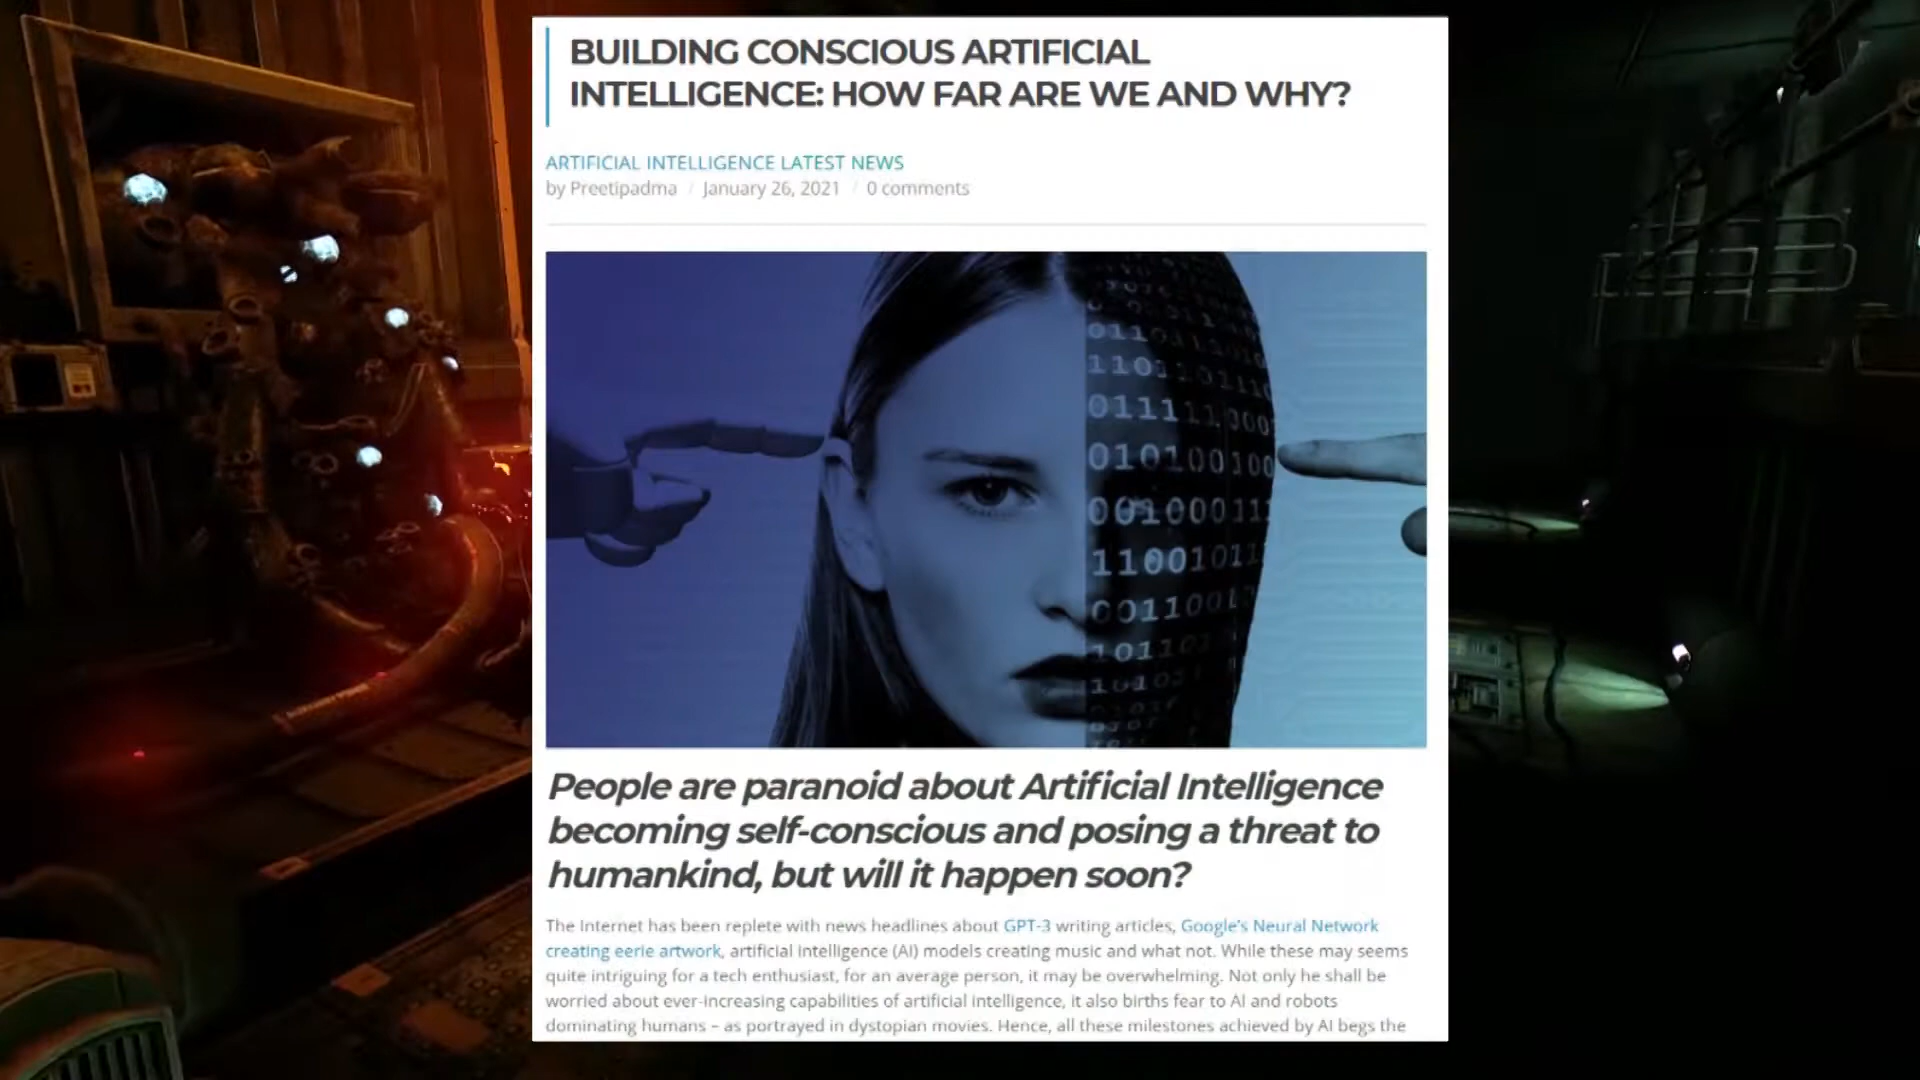 BUILDING CONSCIOUS ARTIFICIAL
INTELLIGENCE: HOW FAR ARE WE AND WHY?
ARTIFICIAL INTELLIGENCE LATEST NEWS
by Preetipadma / January 26, 2021 / 0 comments
011
01111
010100100
00100011
11001011
People are paranoid about Artificial Intelligence
becoming self-conscious and posing a threat to
humankind, but will it happen soon?
The Internet has been replete with news headlines about GPT-3 writing articles, Google's Neural Network
creating eerie artwork, artificial intelligence (AI) models creating music and what not. While these may seems
quite intriguing for a tech enthusiast, for an average person, it may be overwhelming. Not only he shall be
worried about ever-increasing capabilities of artificial intelligence, it also births fear to AI and robots
dominating humans – as portrayed in dystopian movies. Hence, all these milestones achieved by AI begs the